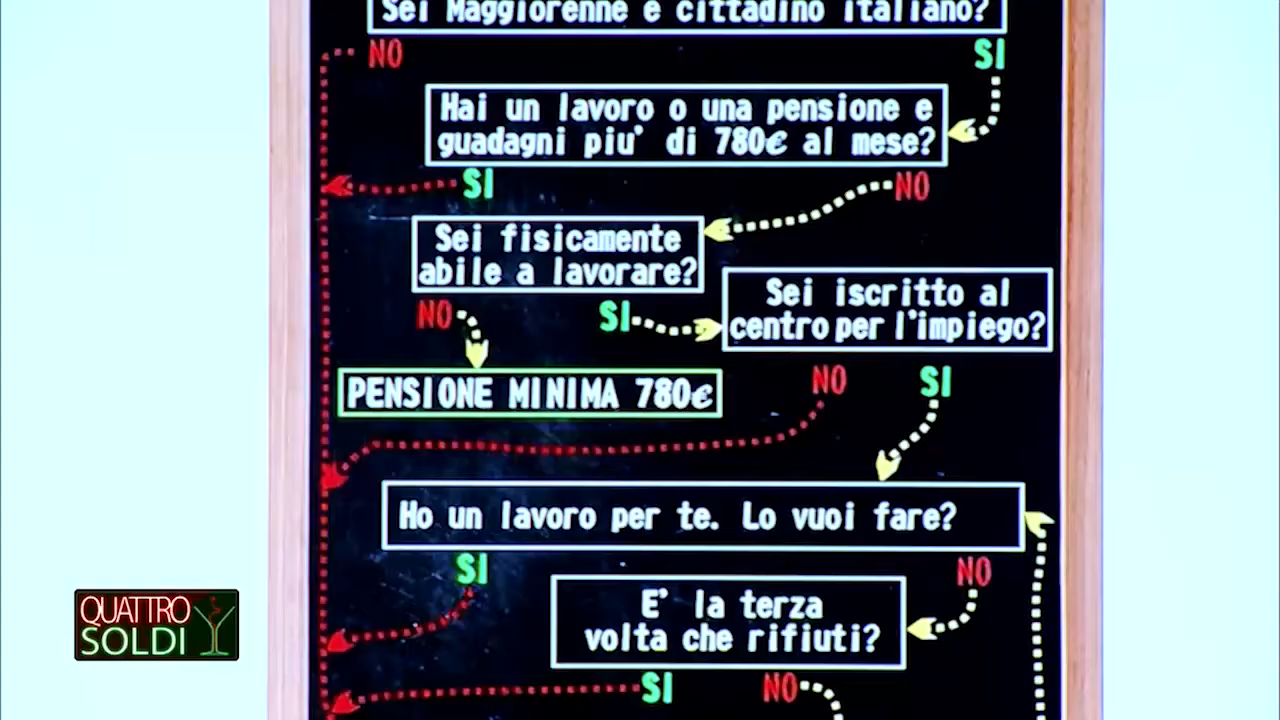 Sei Maggiorenne e cittadino italiano?
NO
SI
Hai un lavoro o una pensione e
guadagni piu' di 780€ al mese?
SI
NO
Sei fisicamente
abile a lavorare?
Sei iscritto al
centro per l'impiego?
NO
SI
PENSIONE MINIMA 780€
NO
SI
Ho un lavoro per te. Lo vuoi fare?
SI
NO
E' la terza
volta che rifiuti?
SI
NO
QUATTRO
SOLDI